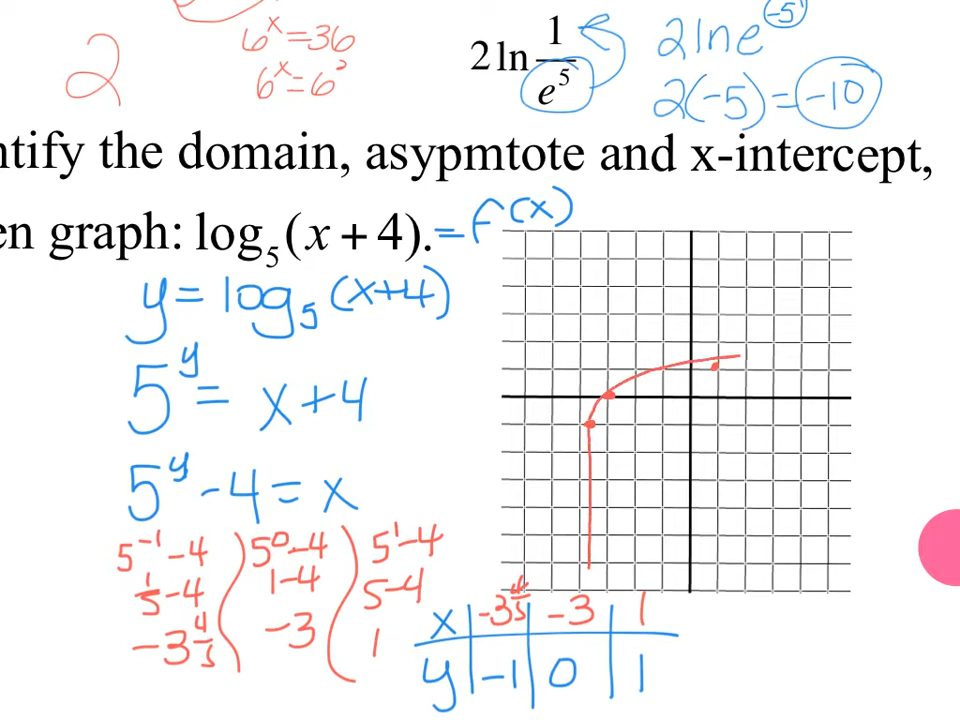 2
6^x = 36
6^x = 6^2
2 ln 1/e^5
2 ln e^(-5)
2(-5) = -10
ntify the domain, asypmtote and x-intercept,
en graph: log₅(x + 4). = f(x)
y = log₅(x+4)
5^y = x+4
5^y - 4 = x
5^-1 - 4 ) 5^0 - 4 ( 5^1 - 4
1/5 - 4 1 - 4 5 - 4
-3 4/5 -3 1
x | -3 4/5 | -3 | 1
y | -1 | 0 | 1